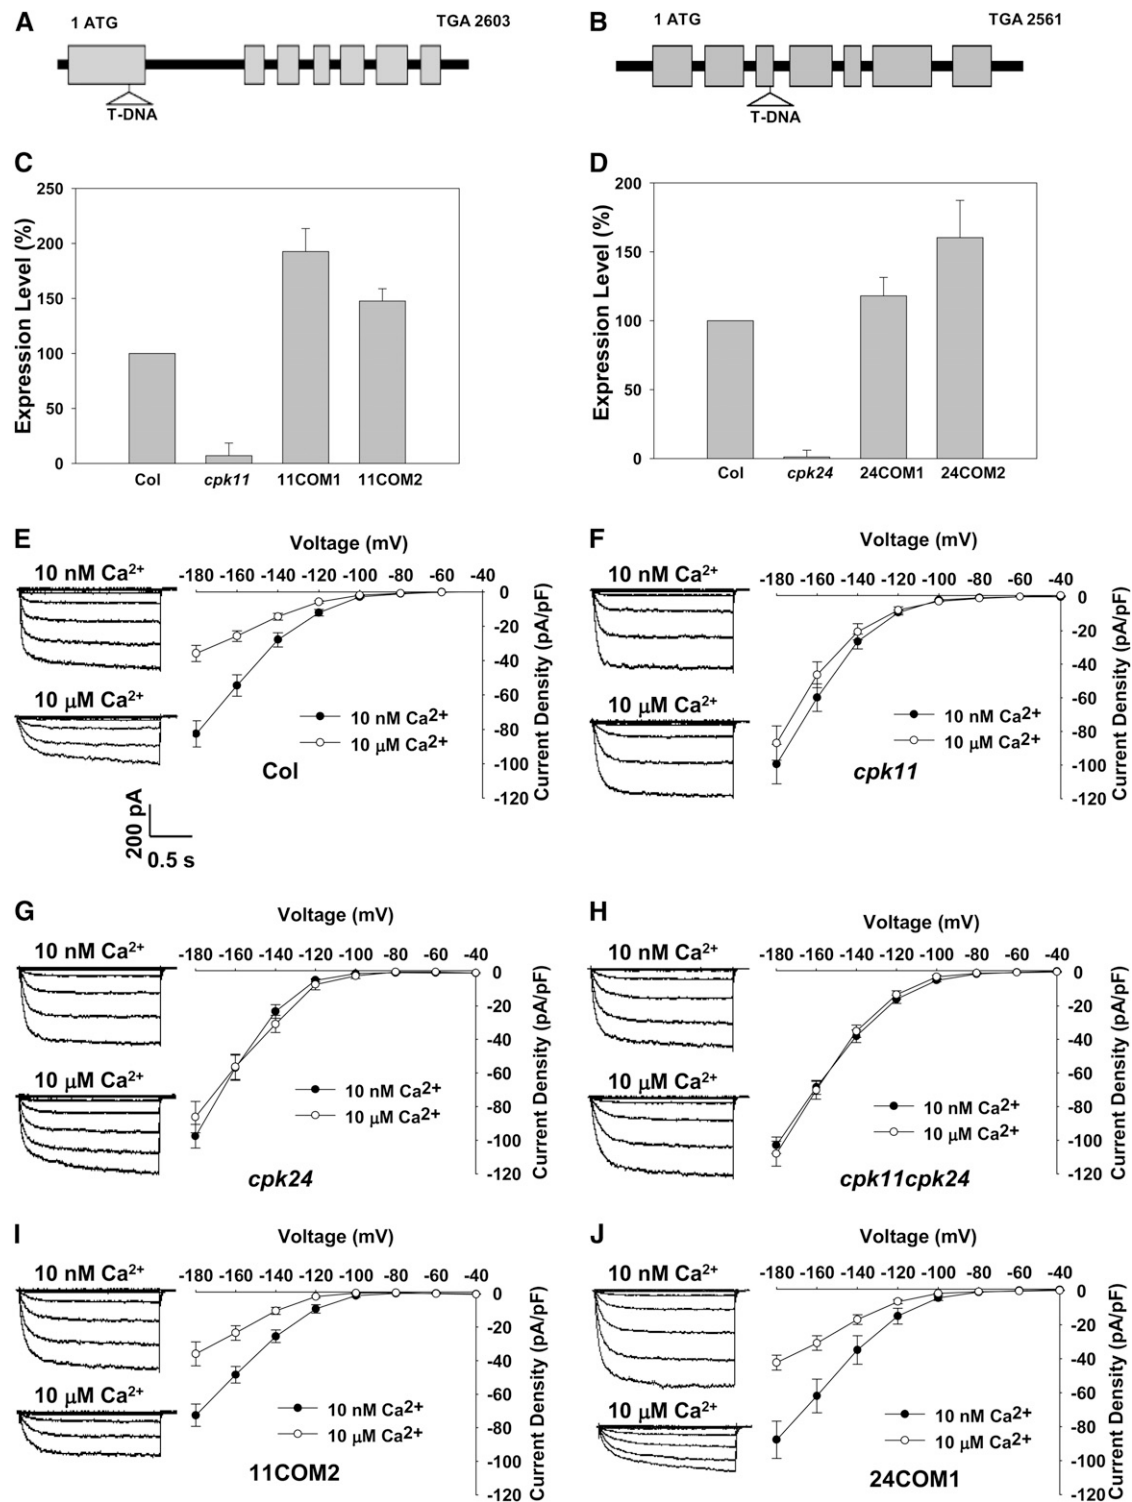 A
1 ATG
TGA 2603
T-DNA
B
1 ATG
TGA 2561
T-DNA
C
Expression Level (%)
250
200
150
100
50
0
Col
cpk11
11COM1
11COM2
D
Expression Level (%)
200
150
100
50
0
Col
cpk24
24COM1
24COM2
E
Voltage (mV)
10 nM Ca²⁺
-180 -160 -140 -120 -100 -80 -60 -40
0
-20
-40
-60
-80
-100
-120
Current Density (pA/pF)
10 µM Ca²⁺
10 nM Ca²⁺
10 µM Ca²⁺
Col
200 pA
0.5 s
F
Voltage (mV)
10 nM Ca²⁺
-180 -160 -140 -120 -100 -80 -60 -40
0
-20
-40
-60
-80
-100
-120
Current Density (pA/pF)
10 µM Ca²⁺
10 nM Ca²⁺
10 µM Ca²⁺
cpk11
G
Voltage (mV)
10 nM Ca²⁺
-180 -160 -140 -120 -100 -80 -60 -40
0
-20
-40
-60
-80
-100
-120
Current Density (pA/pF)
10 µM Ca²⁺
10 nM Ca²⁺
10 µM Ca²⁺
cpk24
H
Voltage (mV)
10 nM Ca²⁺
-180 -160 -140 -120 -100 -80 -60 -40
0
-20
-40
-60
-80
-100
-120
Current Density (pA/pF)
10 µM Ca²⁺
10 nM Ca²⁺
10 µM Ca²⁺
cpk11cpk24
I
Voltage (mV)
10 nM Ca²⁺
-180 -160 -140 -120 -100 -80 -60 -40
0
-20
-40
-60
-80
-100
-120
Current Density (pA/pF)
10 µM Ca²⁺
10 nM Ca²⁺
10 µM Ca²⁺
11COM2
J
Voltage (mV)
10 nM Ca²⁺
-180 -160 -140 -120 -100 -80 -60 -40
0
-20
-40
-60
-80
-100
-120
Current Density (pA/pF)
10 µM Ca²⁺
10 nM Ca²⁺
10 µM Ca²⁺
24COM1